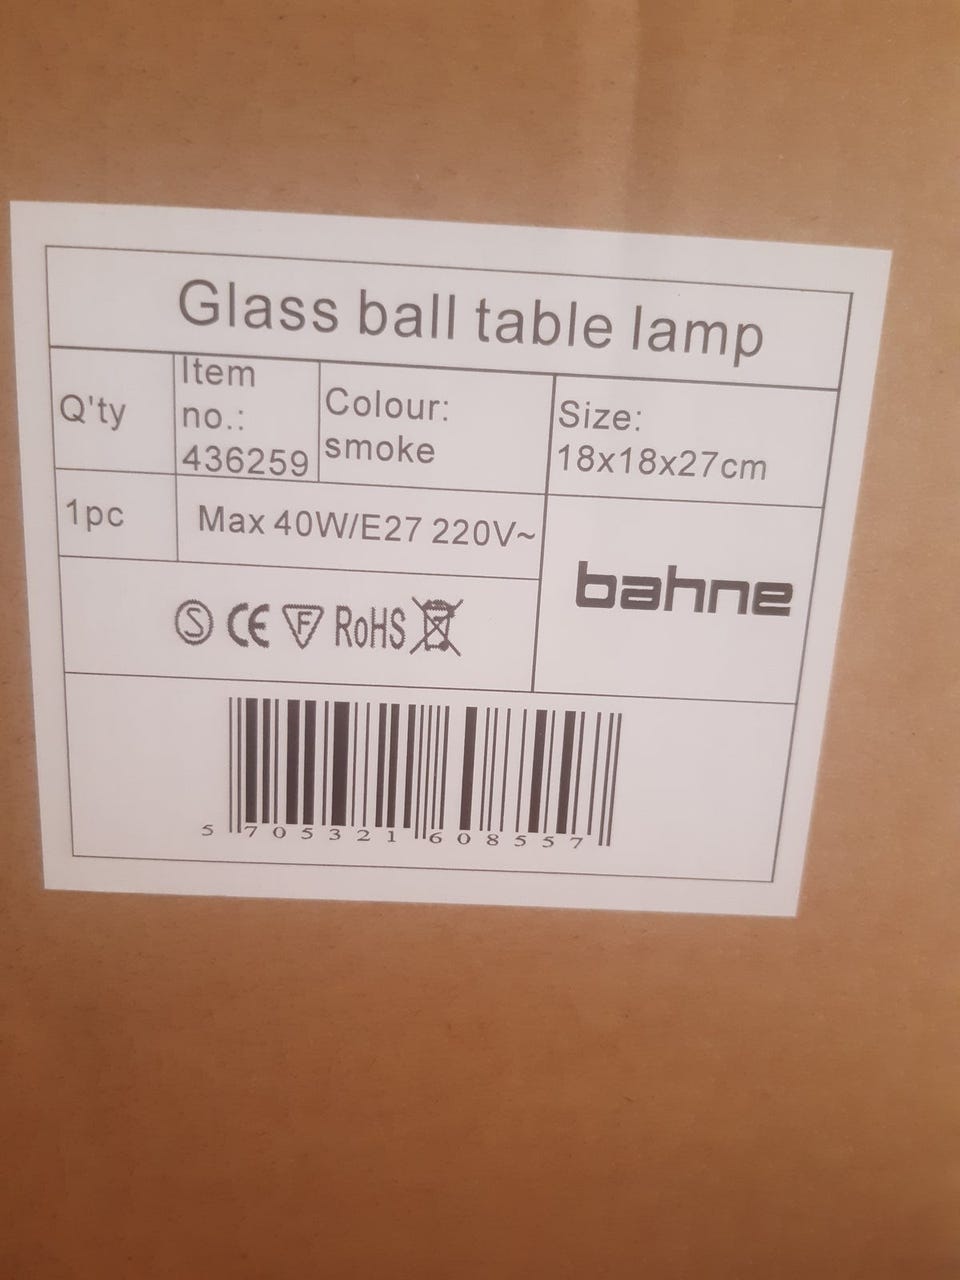 Glass ball table lamp
Q'ty
Item
no.:
436259
Colour:
smoke
Size:
18x18x27cm
1pc
Max 40W/E27 220V~
bahne
S CE F RoHS
5 705321 608557